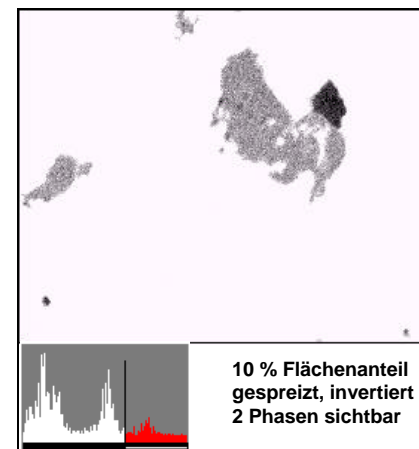 10 % Flächenanteil
gespreizt, invertiert
2 Phasen sichtbar